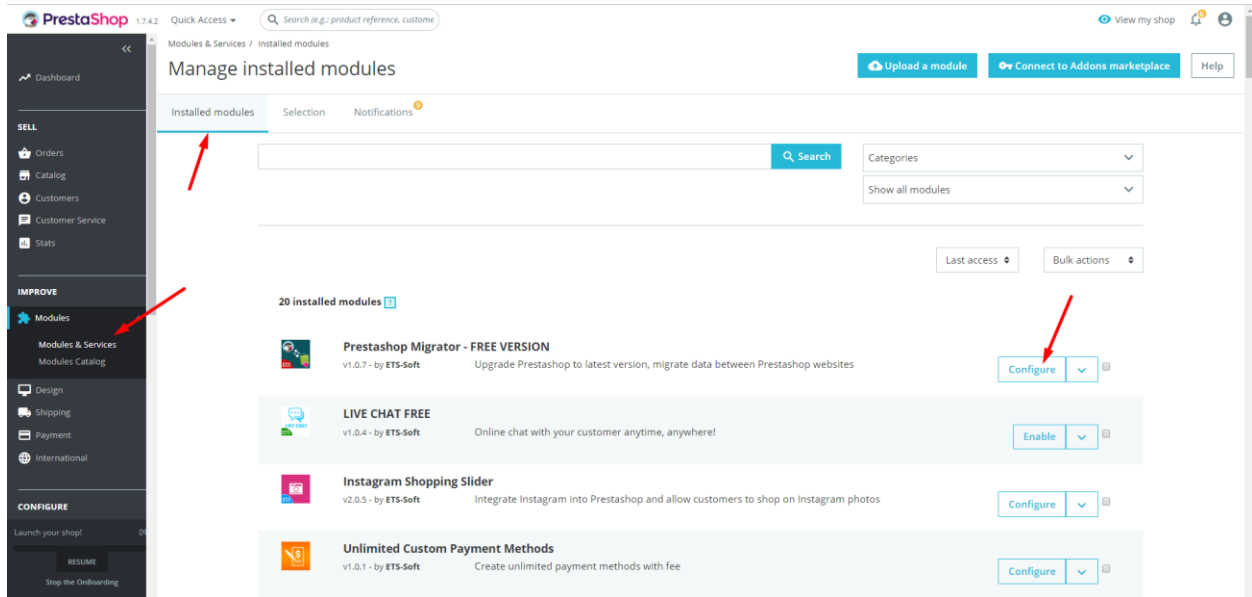 PrestaShop 1.7.4.2 Quick Access Search (e.g.: product reference, custome View my shop
Modules & Services / Installed modules
Manage installed modules
Upload a module Connect to Addons marketplace Help
Installed modules Selection Notifications
Dashboard
SELL
Orders
Catalog
Customers
Customer Service
Stats
IMPROVE
Modules
Modules & Services
Modules Catalog
Design
Shipping
Payment
International
CONFIGURE
Launch your shop!
RESUME
Stop the OnBoarding
Search Categories
Show all modules
Last access Bulk actions
20 installed modules ?
Prestashop Migrator - FREE VERSION
v1.0.7 - by ETS-Soft Upgrade Prestashop to latest version, migrate data between Prestashop websites
Configure
LIVE CHAT FREE
v1.0.4 - by ETS-Soft Online chat with your customer anytime, anywhere!
Enable
Instagram Shopping Slider
v2.0.5 - by ETS-Soft Integrate Instagram into Prestashop and allow customers to shop on Instagram photos
Configure
Unlimited Custom Payment Methods
v1.0.1 - by ETS-Soft Create unlimited payment methods with fee
Configure